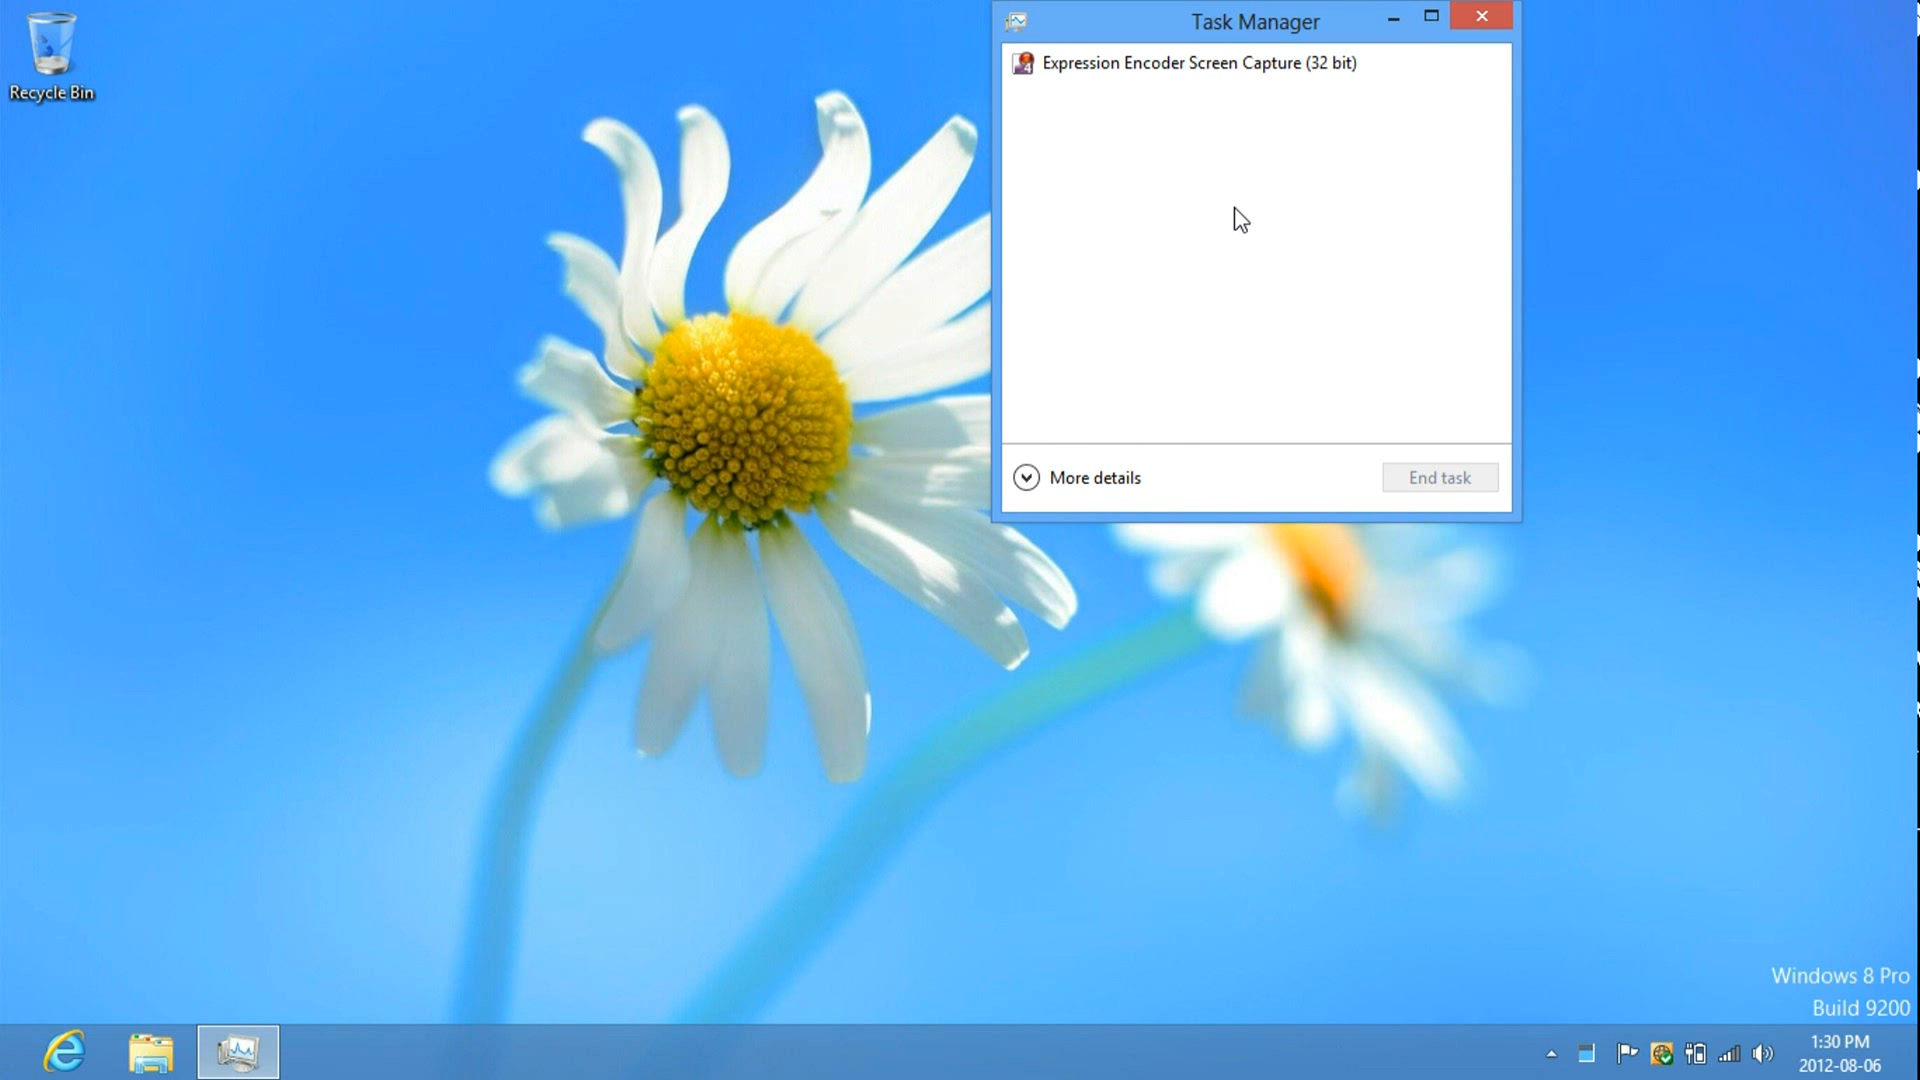 Recycle Bin
Task Manager
Expression Encoder Screen Capture (32 bit)
More details
End task
Windows 8 Pro
Build 9200
1:30 PM
2012-08-06